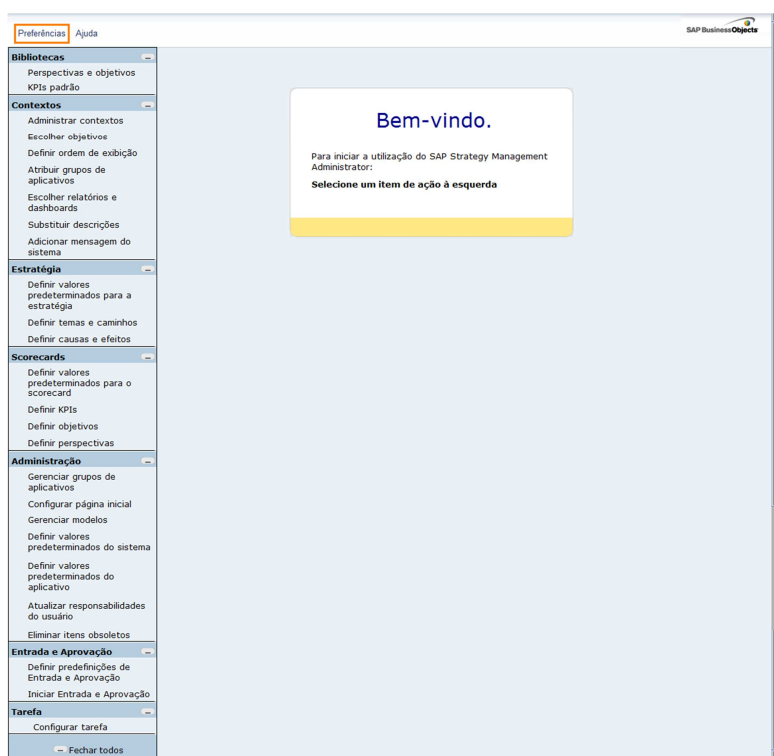 Preferências Ajuda
SAP BusinessObjects
Bibliotecas
Perspectivas e objetivos
KPIs padrão
Contextos
Administrar contextos
Escolher objetivos
Definir ordem de exibição
Atribuir grupos de
aplicativos
Escolher relatórios e
dashboards
Substituir descrições
Adicionar mensagem do
sistema
Estratégia
Definir valores
predeterminados para a
estratégia
Definir temas e caminhos
Definir causas e efeitos
Scorecards
Definir valores
predeterminados para o
scorecard
Definir KPIs
Definir objetivos
Definir perspectivas
Administração
Gerenciar grupos de
aplicativos
Configurar página inicial
Gerenciar modelos
Definir valores
predeterminados do sistema
Definir valores
predeterminados do
aplicativo
Atualizar responsabilidades
do usuário
Eliminar itens obsoletos
Entrada e Aprovação
Definir predefinições de
Entrada e Aprovação
Iniciar Entrada e Aprovação
Tarefa
Configurar tarefa
Fechar todos
Bem-vindo.
Para iniciar a utilização do SAP Strategy Management
Administrator:
Selecione um item de ação à esquerda